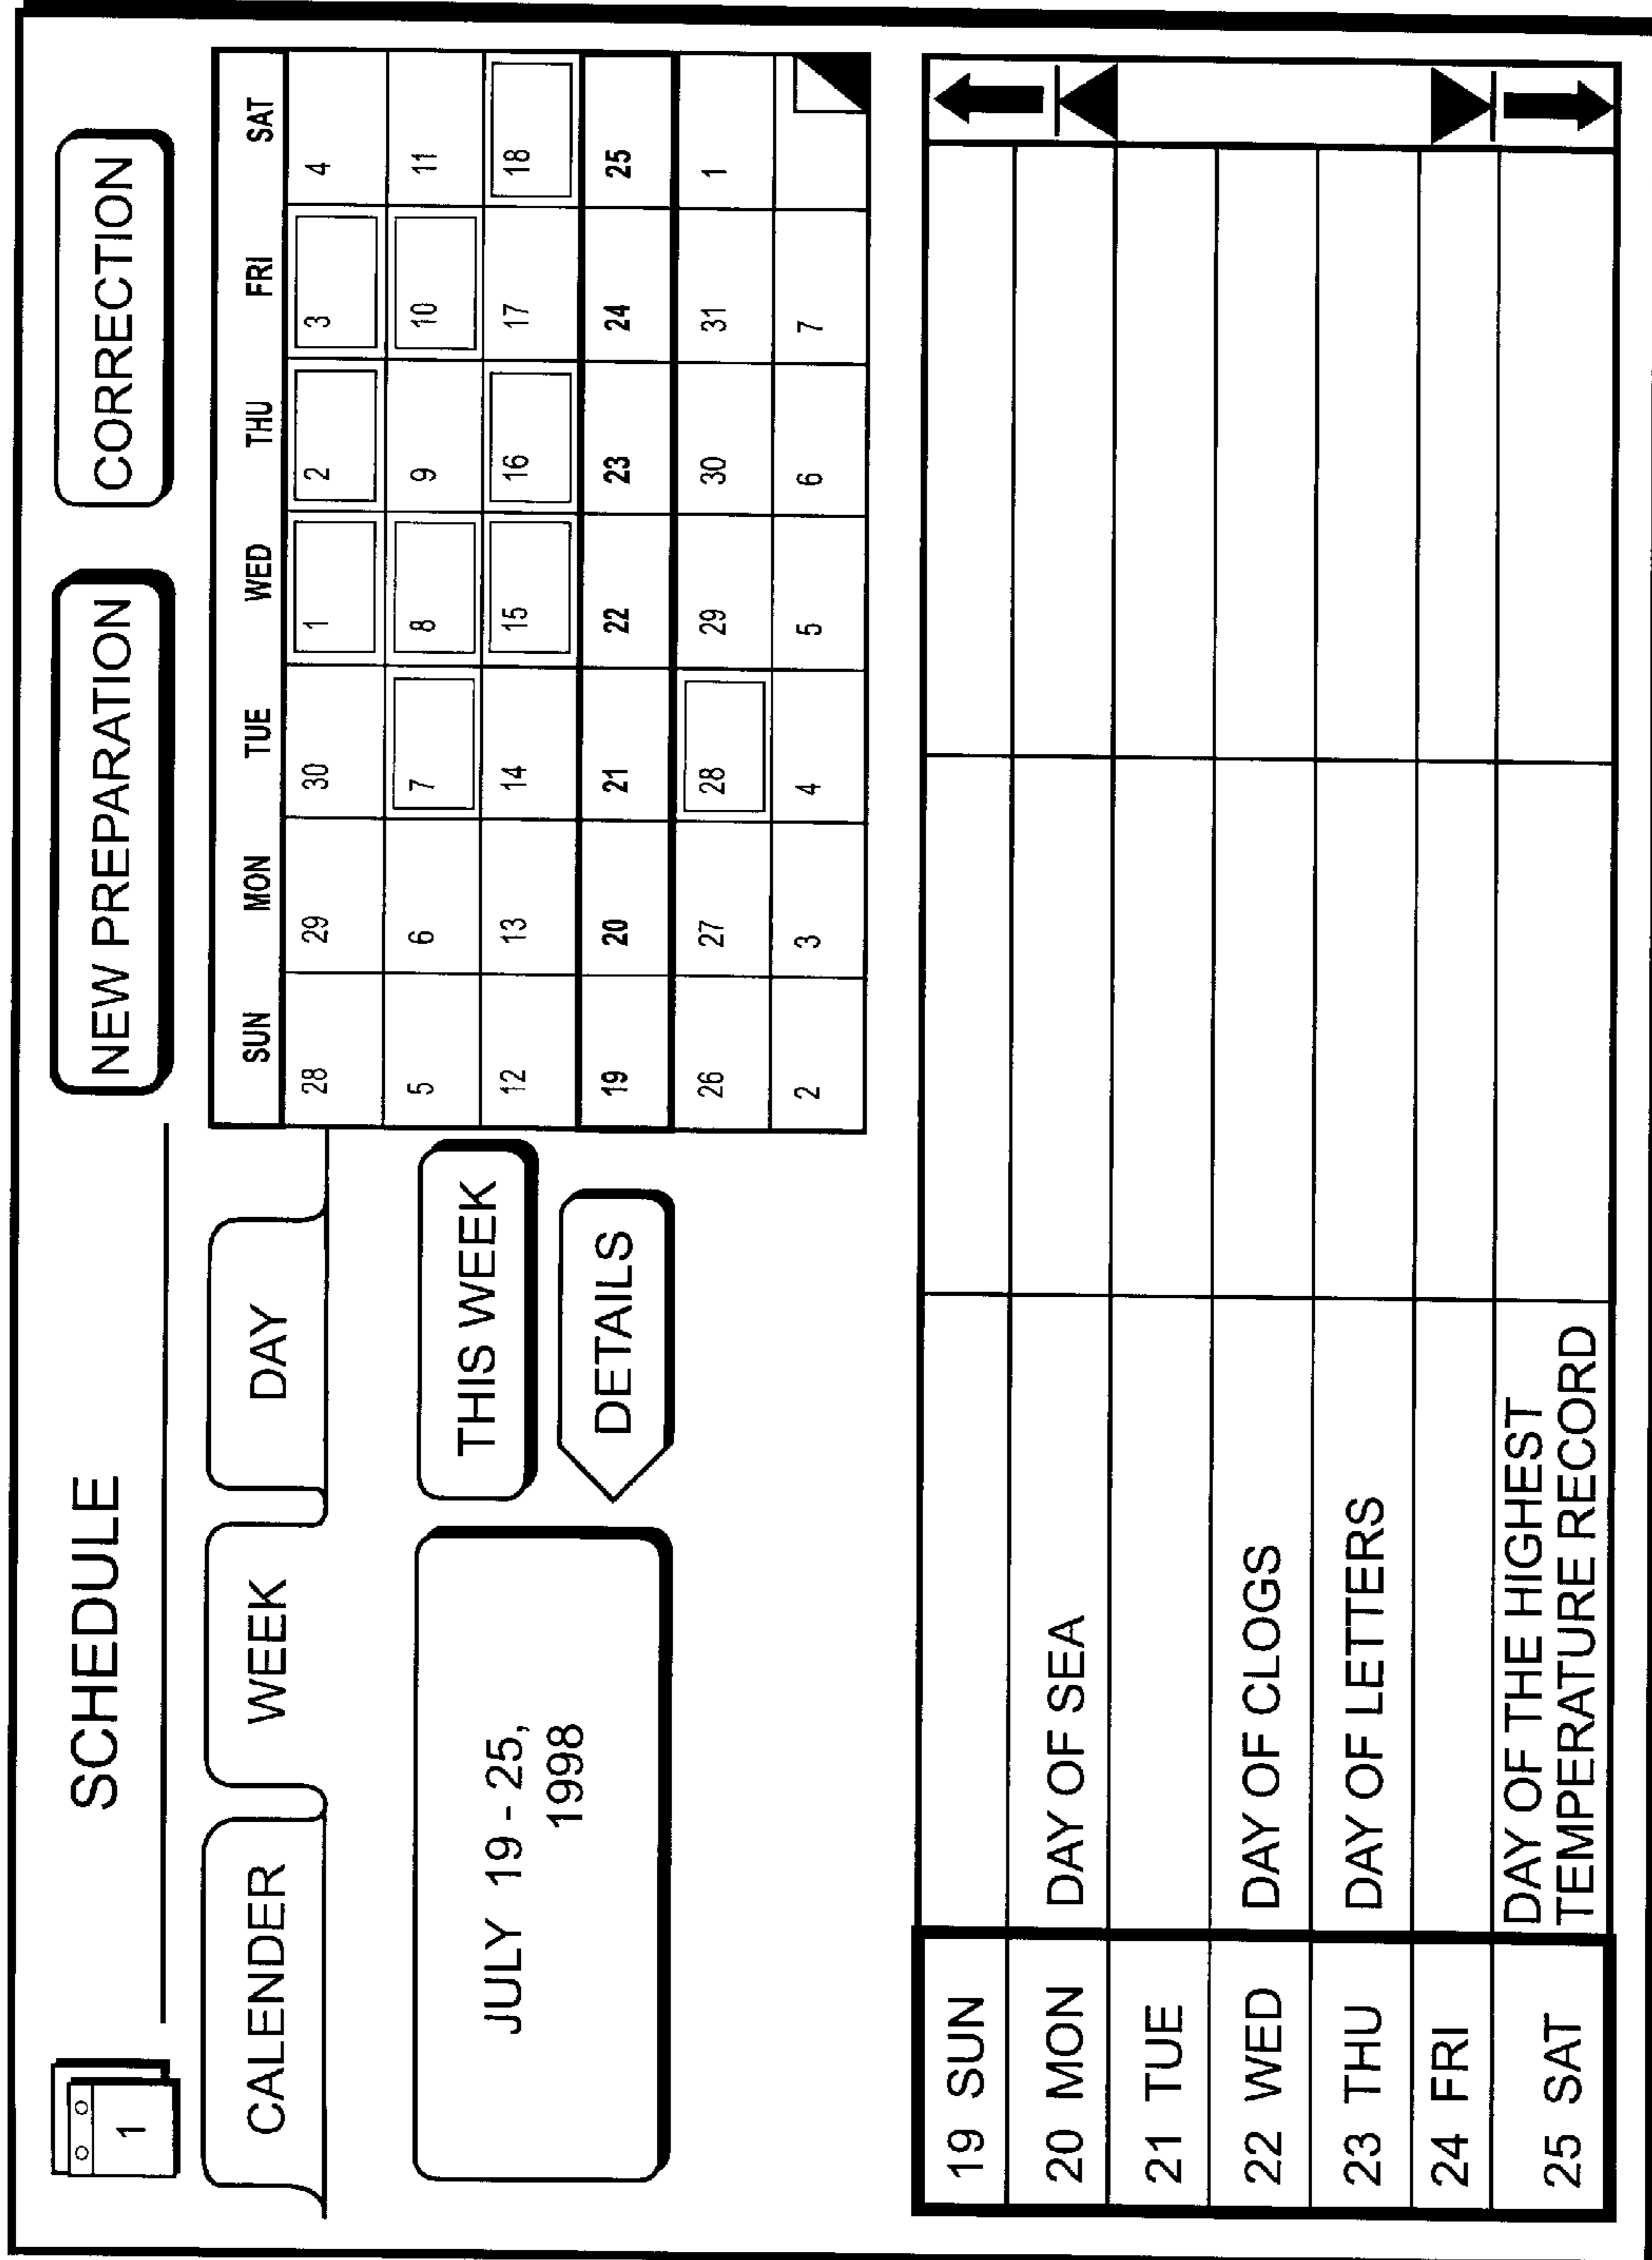 1
SCHEDULE
NEW PREPARATION
CORRECTION
CALENDER
WEEK
DAY
JULY 19 - 25,
1998
THIS WEEK
DETAILS
SUN MON TUE WED THU FRI SAT
28 29 30 1 2 3 4
5 6 7 8 9 10 11
12 13 14 15 16 17 18
19 20 21 22 23 24 25
26 27 28 29 30 31 1
2 3 4 5 6 7
19 SUN
20 MON DAY OF SEA
21 TUE
22 WED DAY OF CLOGS
23 THU DAY OF LETTERS
24 FRI
25 SAT DAY OF THE HIGHEST
TEMPERATURE RECORD